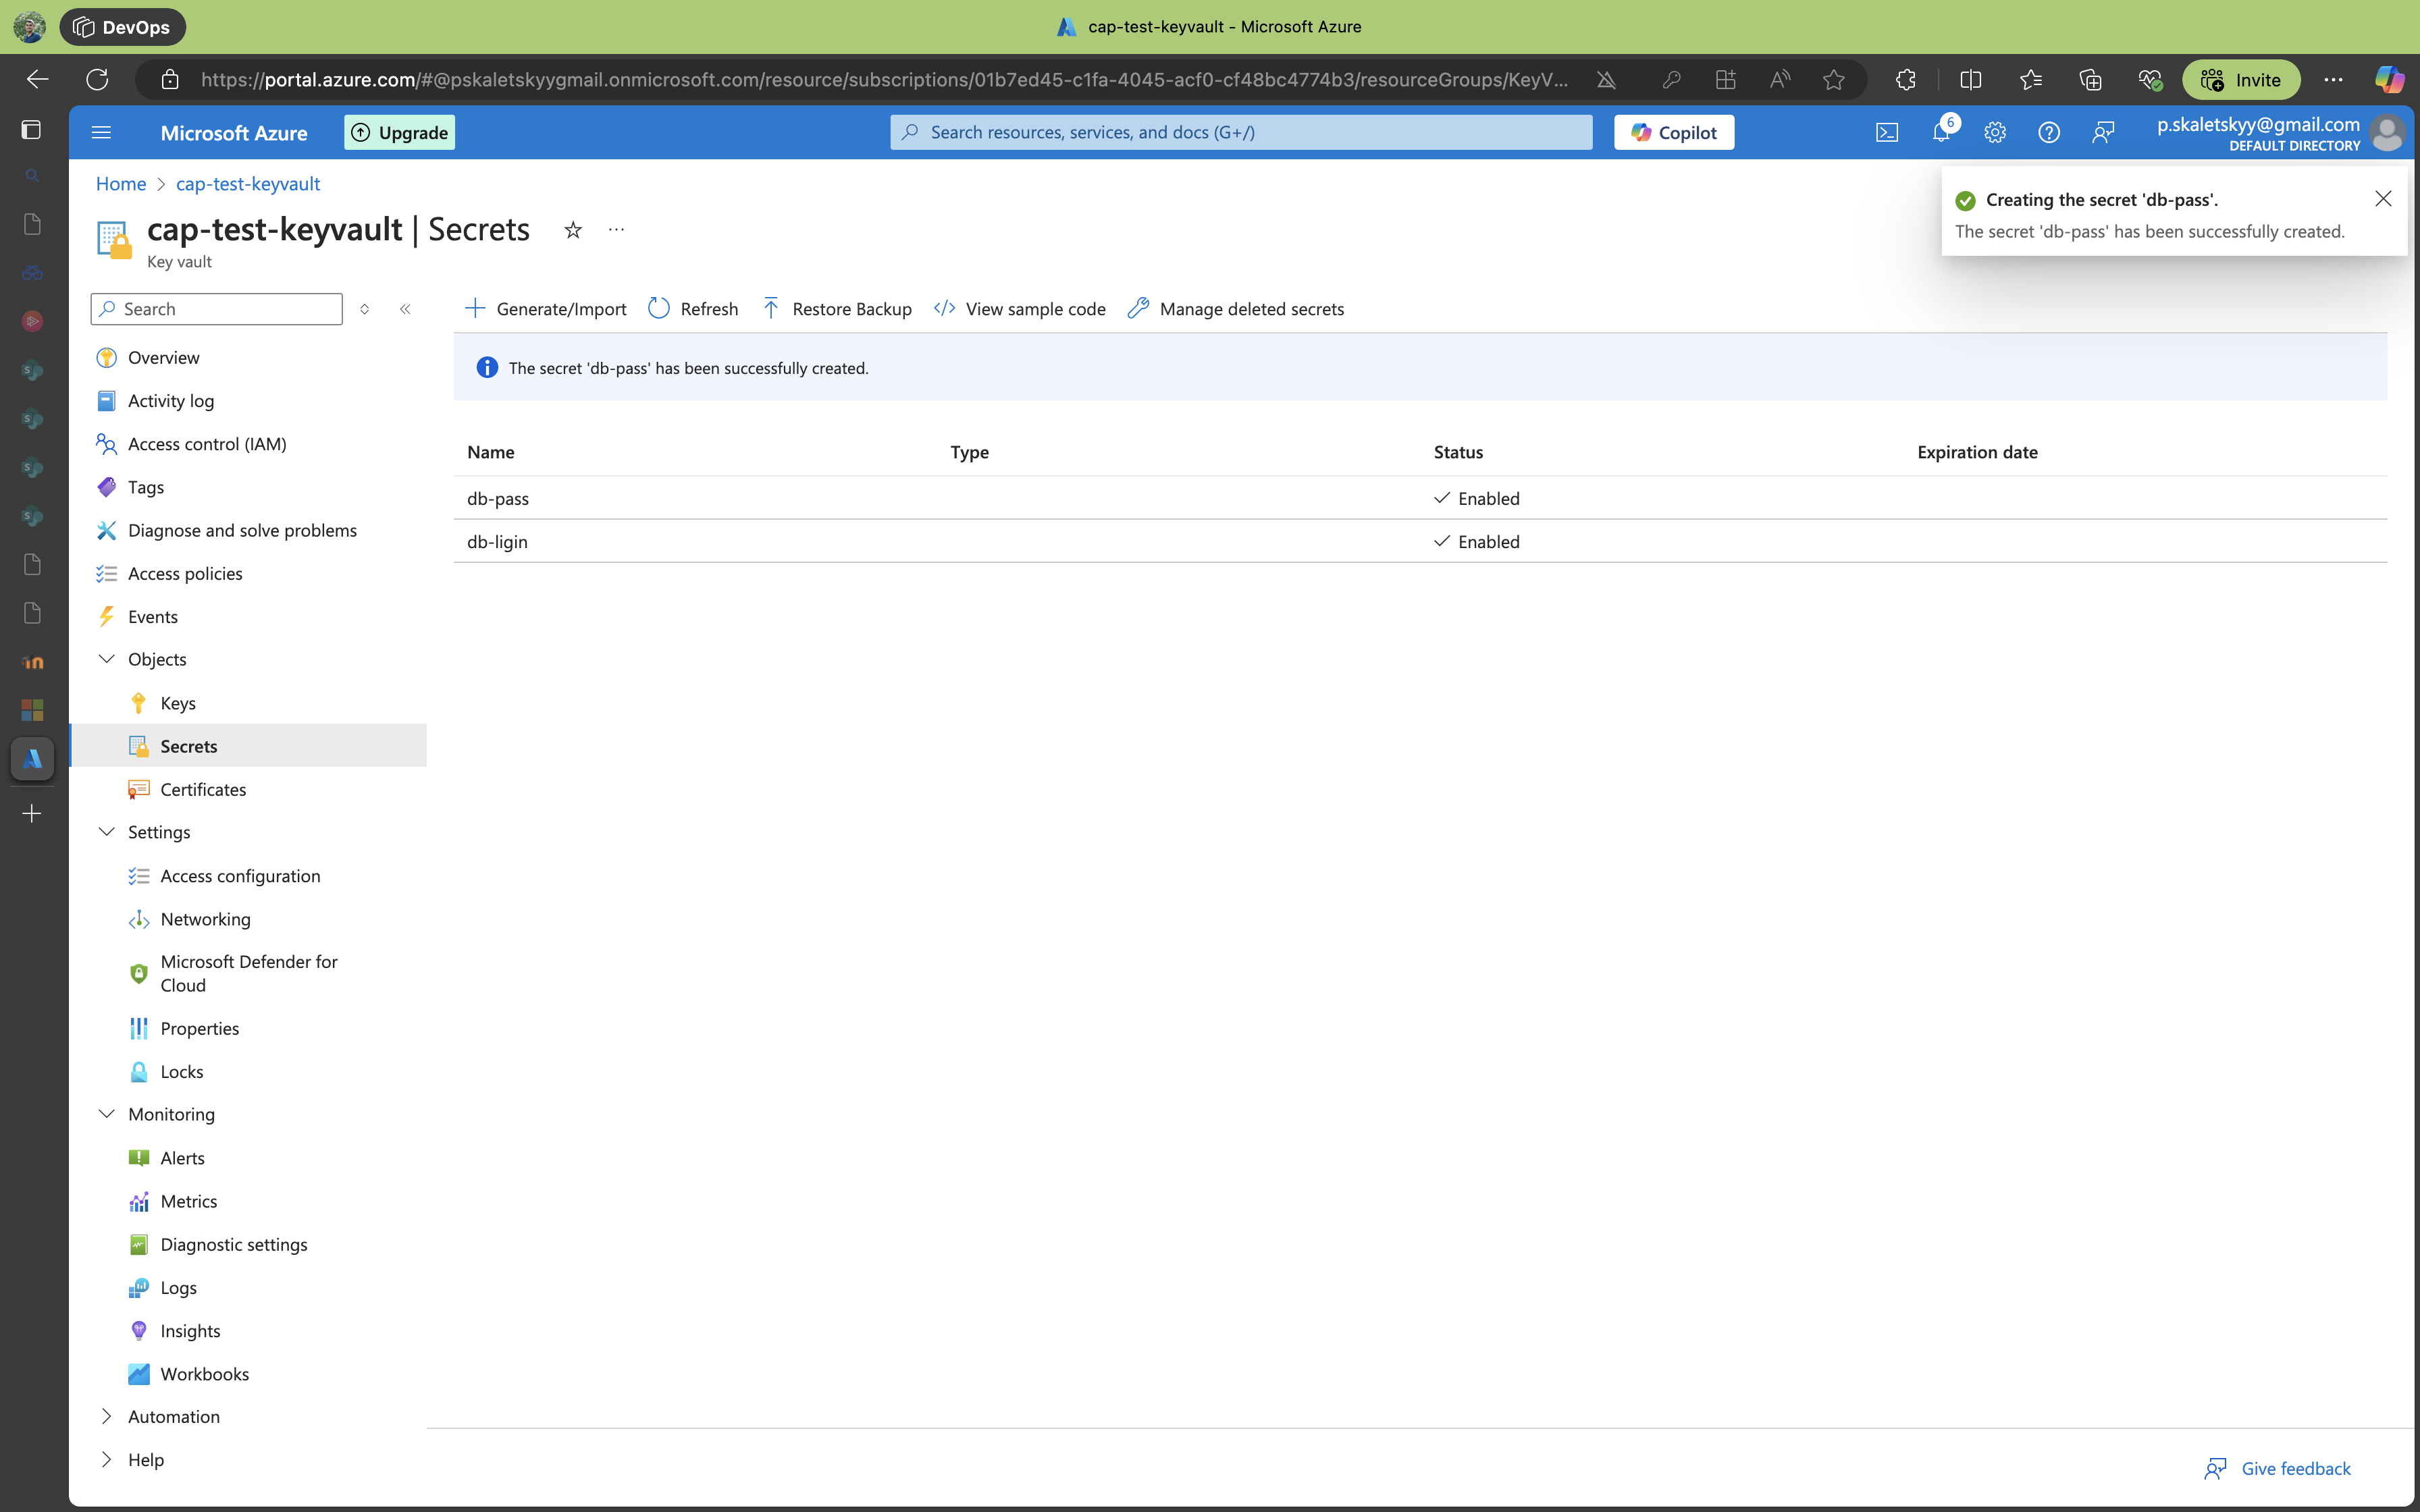 DevOps
cap-test-keyvault - Microsoft Azure
https://portal.azure.com/#@pskaletskyygmail.onmicrosoft.com/resource/subscriptions/01b7ed45-c1fa-4045-acf0-cf48bc4774b3/resourceGroups/KeyV...
Invite
Microsoft Azure
Upgrade
Search resources, services, and docs (G+/)
Copilot
6
p.skaletskyy@gmail.com
DEFAULT DIRECTORY
Home > cap-test-keyvault
Creating the secret 'db-pass'.
The secret 'db-pass' has been successfully created.
cap-test-keyvault | Secrets
Key vault
Search
Generate/Import
Refresh
Restore Backup
View sample code
Manage deleted secrets
The secret 'db-pass' has been successfully created.
Name Type Status Expiration date
db-pass Enabled
db-ligin Enabled
Overview
Activity log
Access control (IAM)
Tags
Diagnose and solve problems
Access policies
Events
Objects
Keys
Secrets
Certificates
Settings
Access configuration
Networking
Microsoft Defender for
Cloud
Properties
Locks
Monitoring
Alerts
Metrics
Diagnostic settings
Logs
Insights
Workbooks
Automation
Help
Give feedback